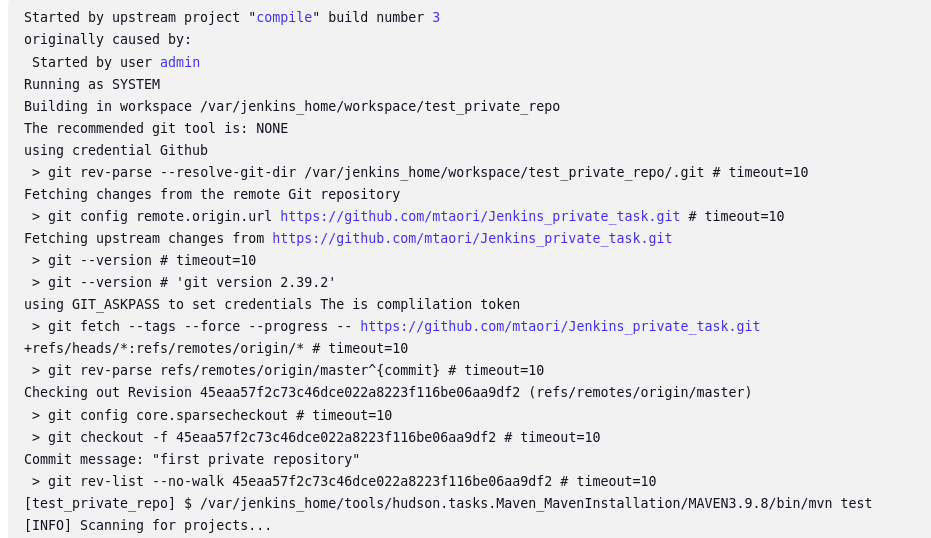 Started by upstream project "compile" build number 3
originally caused by:
 Started by user admin
Running as SYSTEM
Building in workspace /var/jenkins_home/workspace/test_private_repo
The recommended git tool is: NONE
using credential Github
 > git rev-parse --resolve-git-dir /var/jenkins_home/workspace/test_private_repo/.git # timeout=10
Fetching changes from the remote Git repository
 > git config remote.origin.url https://github.com/mtaori/Jenkins_private_task.git # timeout=10
Fetching upstream changes from https://github.com/mtaori/Jenkins_private_task.git
 > git --version # timeout=10
 > git --version # 'git version 2.39.2'
using GIT_ASKPASS to set credentials The is complilation token
 > git fetch --tags --force --progress -- https://github.com/mtaori/Jenkins_private_task.git
+refs/heads/*:refs/remotes/origin/* # timeout=10
 > git rev-parse refs/remotes/origin/master^{commit} # timeout=10
Checking out Revision 45eaa57f2c73c46dce022a8223f116be06aa9df2 (refs/remotes/origin/master)
 > git config core.sparsecheckout # timeout=10
 > git checkout -f 45eaa57f2c73c46dce022a8223f116be06aa9df2 # timeout=10
Commit message: "first private repository"
 > git rev-list --no-walk 45eaa57f2c73c46dce022a8223f116be06aa9df2 # timeout=10
[test_private_repo] $ /var/jenkins_home/tools/hudson.tasks.Maven_MavenInstallation/MAVEN3.9.8/bin/mvn test
[INFO] Scanning for projects...